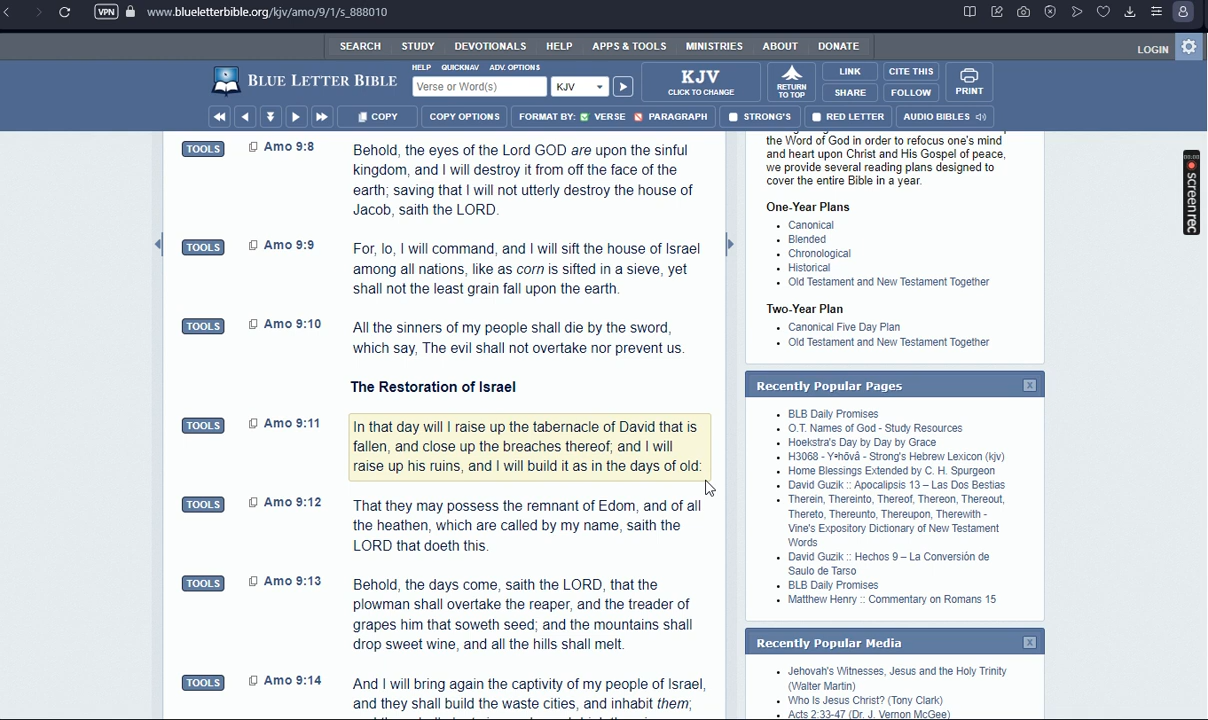 VPN www.blueletterbible.org/kjv/amo/9/1/s_888010
SEARCH STUDY DEVOTIONALS HELP APPS & TOOLS MINISTRIES ABOUT DONATE LOGIN
HELP QUICKNAV ADV. OPTIONS
BLUE LETTER BIBLE
Verse or Word(s)
KJV
KJV
CLICK TO CHANGE
RETURN
TO TOP
LINK
CITE THIS
SHARE
FOLLOW
PRINT
COPY COPY OPTIONS FORMAT BY: VERSE PARAGRAPH STRONG'S RED LETTER AUDIO BIBLES
TOOLS Amo 9:8 Behold, the eyes of the Lord GOD are upon the sinful
kingdom, and I will destroy it from off the face of the
earth; saving that I will not utterly destroy the house of
Jacob, saith the LORD.
TOOLS Amo 9:9 For, lo, I will command, and I will sift the house of Israel
among all nations, like as corn is sifted in a sieve, yet
shall not the least grain fall upon the earth.
TOOLS Amo 9:10 All the sinners of my people shall die by the sword,
which say, The evil shall not overtake nor prevent us.
The Restoration of Israel
TOOLS Amo 9:11 In that day will I raise up the tabernacle of David that is
fallen, and close up the breaches thereof; and I will
raise up his ruins, and I will build it as in the days of old:
TOOLS Amo 9:12 That they may possess the remnant of Edom, and of all
the heathen, which are called by my name, saith the
LORD that doeth this.
TOOLS Amo 9:13 Behold, the days come, saith the LORD, that the
plowman shall overtake the reaper, and the treader of
grapes him that soweth seed; and the mountains shall
drop sweet wine, and all the hills shall melt.
TOOLS Amo 9:14 And I will bring again the captivity of my people of Israel,
and they shall build the waste cities, and inhabit them;
the Word of God in order to refocus one's mind
and heart upon Christ and His Gospel of peace,
we provide several reading plans designed to
cover the entire Bible in a year.
One-Year Plans
Canonical
Blended
Chronological
Historical
Old Testament and New Testament Together
Two-Year Plan
Canonical Five Day Plan
Old Testament and New Testament Together
Recently Popular Pages x
BLB Daily Promises
O.T. Names of God - Study Resources
Hoekstra's Day by Day by Grace
H3068 - Yᵊhōvâ - Strong's Hebrew Lexicon (kjv)
Home Blessings Extended by C. H. Spurgeon
David Guzik :: Apocalipsis 13 – Las Dos Bestias
Therein, Thereinto, Thereof, Thereon, Thereout,
Thereto, Thereunto, Thereupon, Therewith -
Vine's Expository Dictionary of New Testament
Words
David Guzik :: Hechos 9 – La Conversión de
Saulo de Tarso
BLB Daily Promises
Matthew Henry :: Commentary on Romans 15
Recently Popular Media x
Jehovah's Witnesses, Jesus and the Holy Trinity
(Walter Martin)
Who Is Jesus Christ? (Tony Clark)
Acts 2:33-47 (Dr. J. Vernon McGee)
00:00
screenrec